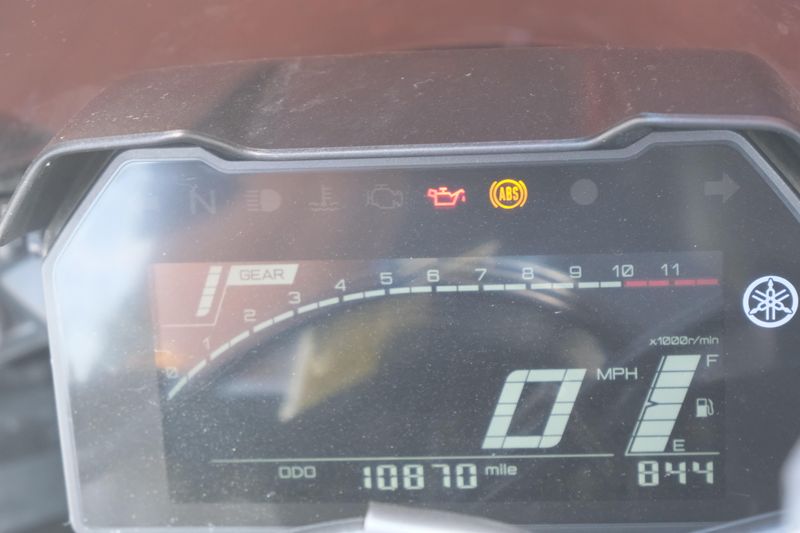 N
ABS
1 GEAR
0 1 2 3 4 5 6 7 8 9 10 11
x1000r/min
0 MPH
F
E
ODO 10870 mile 8:44